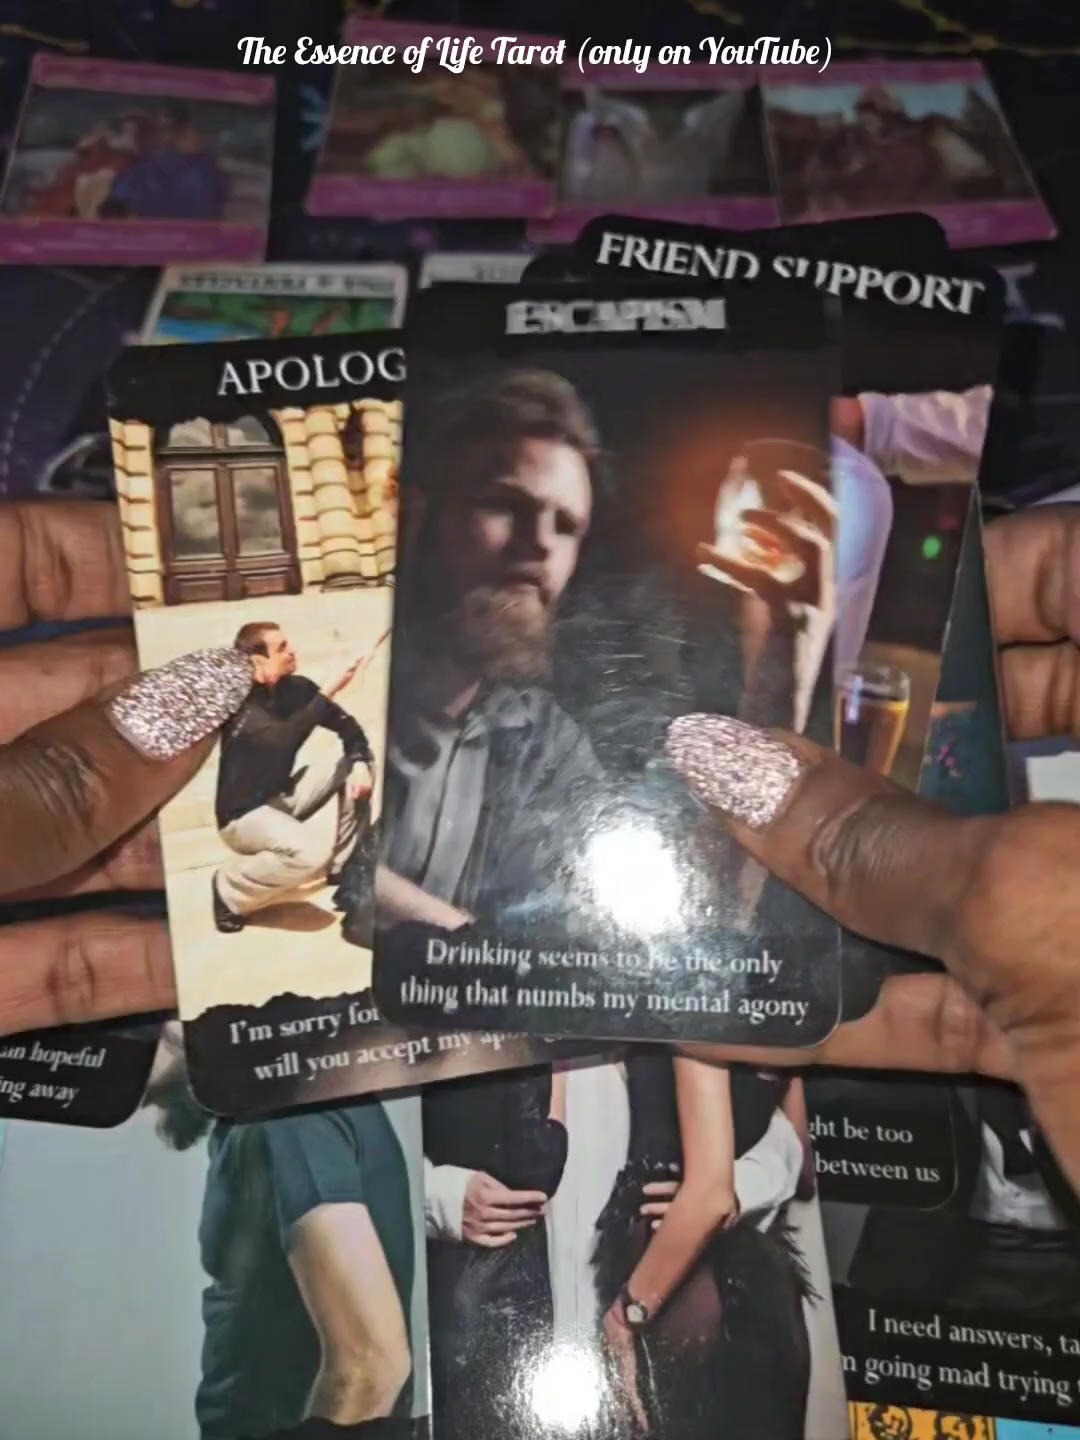 The Essence of Life Tarot (only on YouTube)
FRIEND SUPPORT
ESCAPISM
APOLOG
Drinking seems to be the only
thing that numbs my mental agony
I'm sorry for
will you accept my
hopeful
ing away
ght be too
between us
I need answers, ta
m going mad trying